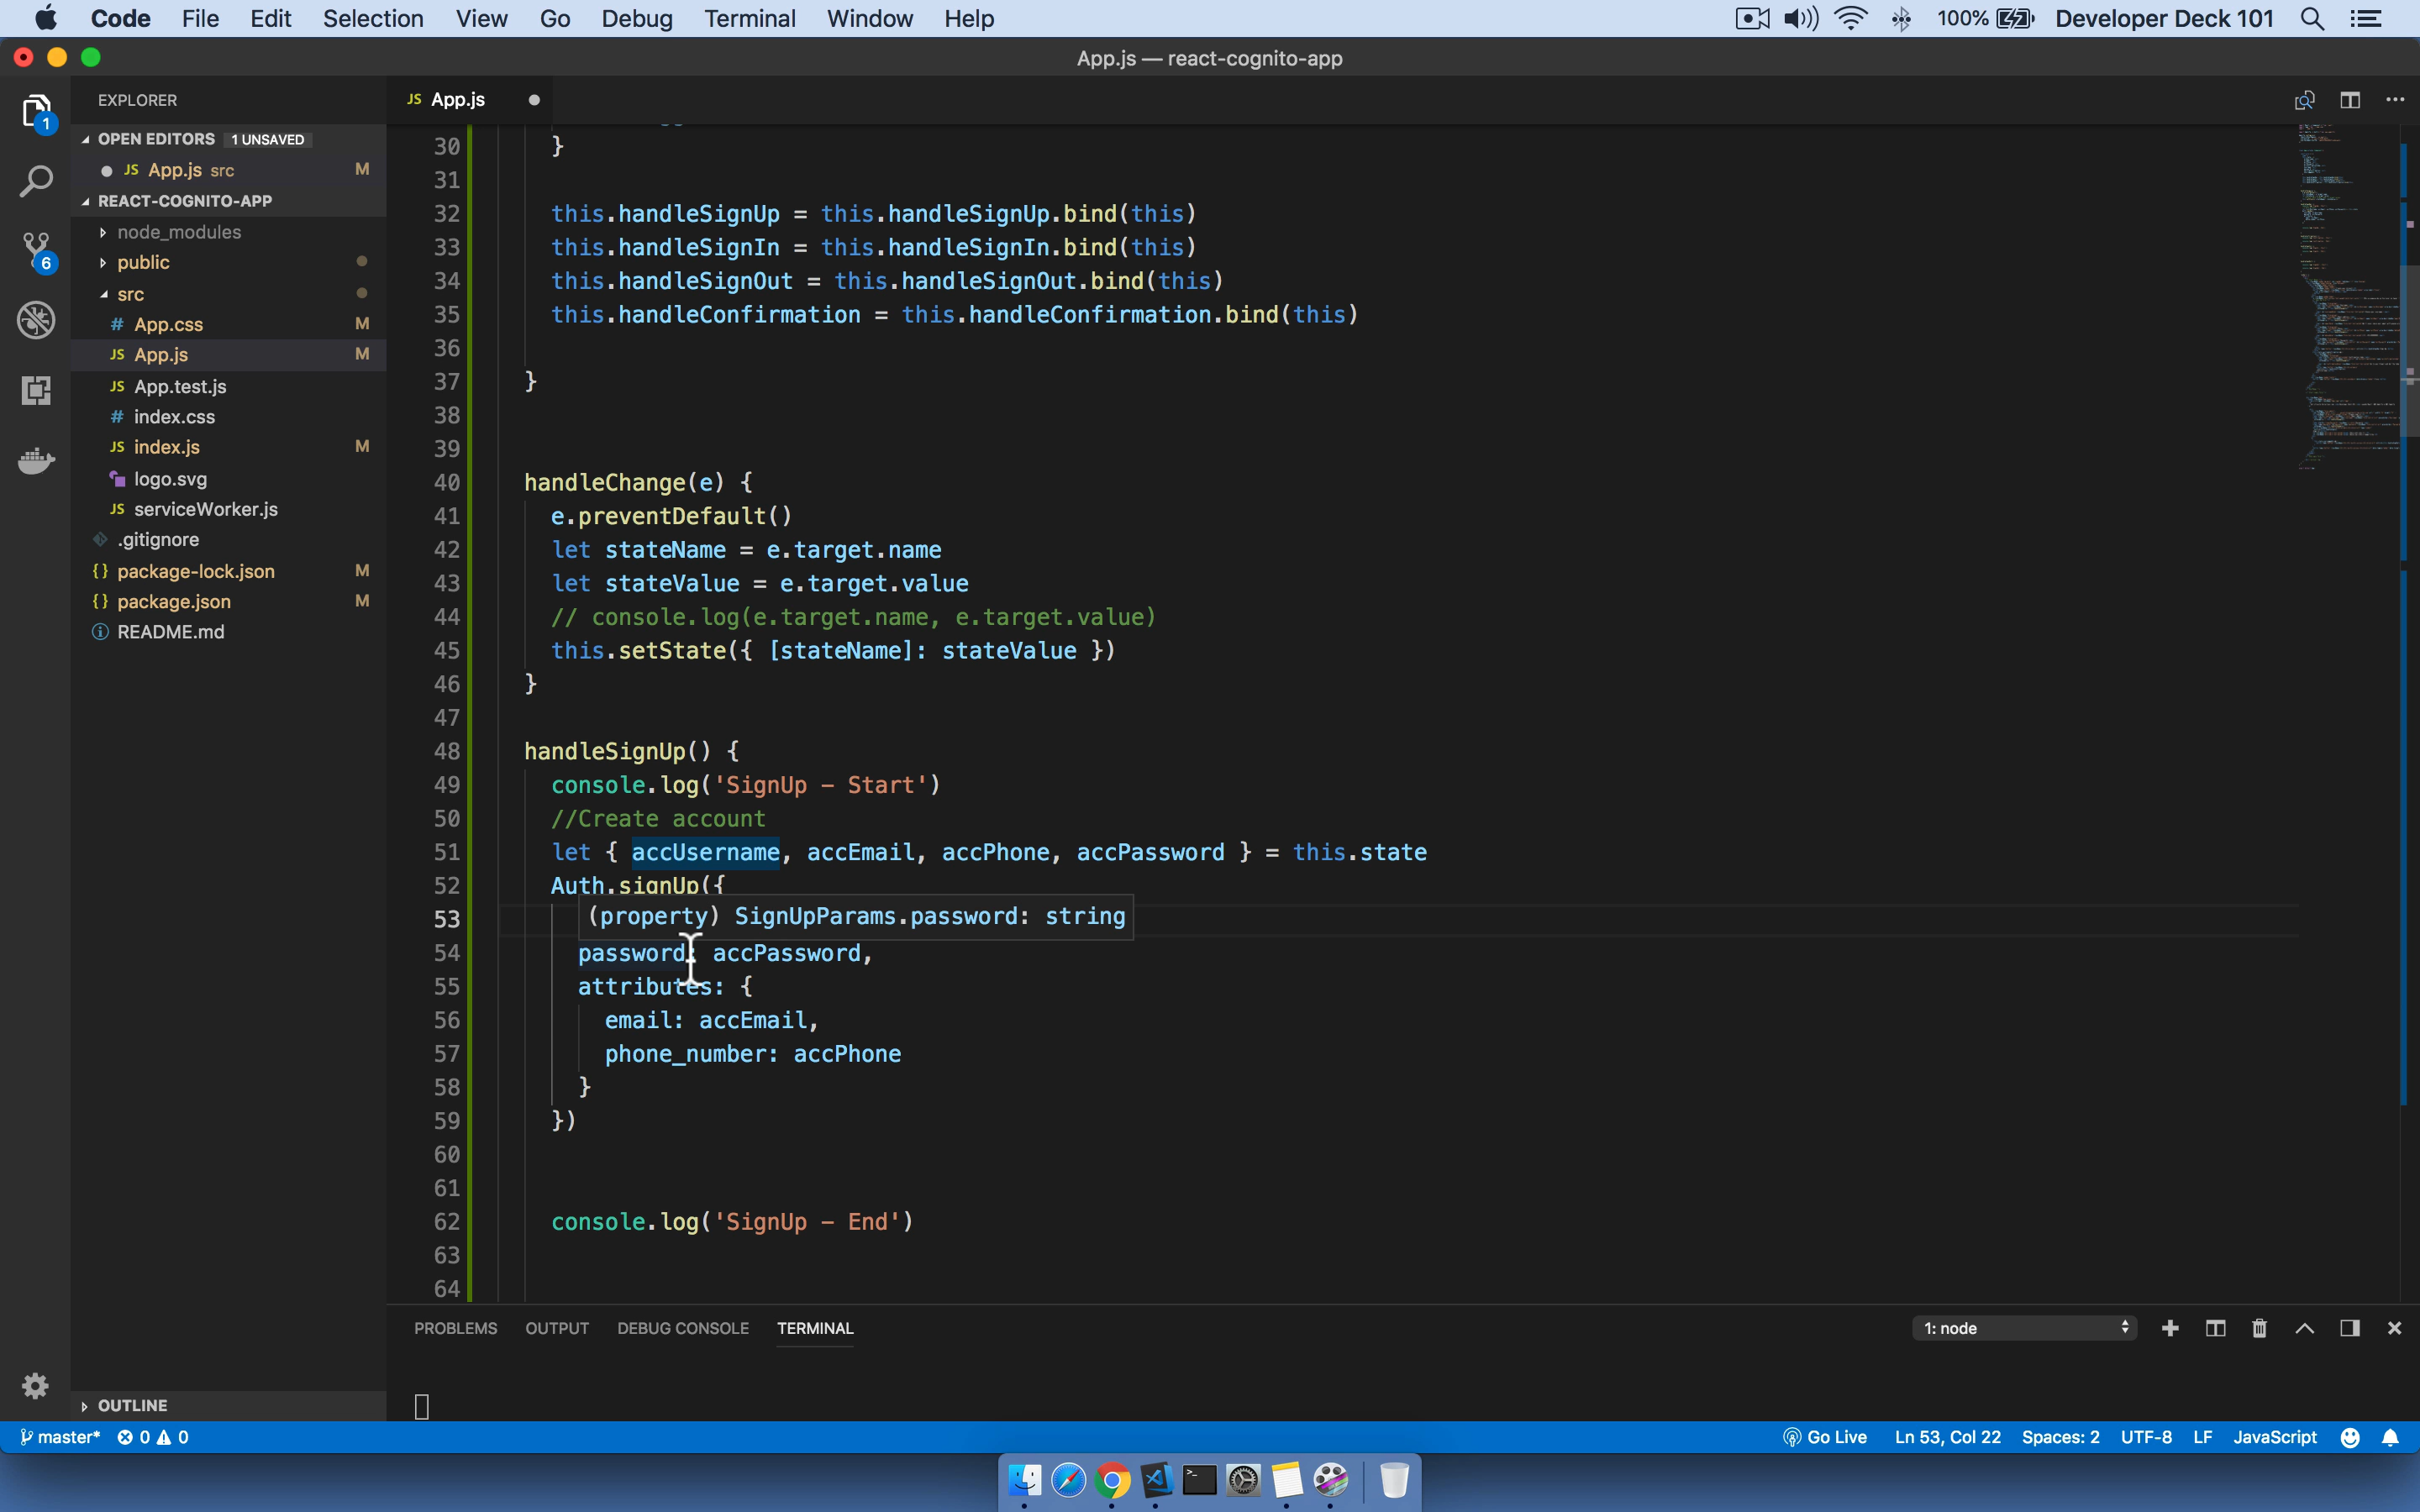 Code File Edit Selection View Go Debug Terminal Window Help 100% Developer Deck 101
App.js — react-cognito-app
EXPLORER
OPEN EDITORS 1 UNSAVED
JS App.js src M
REACT-COGNITO-APP
node_modules
public
src
# App.css M
JS App.js M
JS App.test.js
# index.css
JS index.js M
logo.svg
JS serviceWorker.js
.gitignore
{} package-lock.json M
{} package.json M
README.md
OUTLINE
1
6
JS App.js
30 }
31
32 this.handleSignUp = this.handleSignUp.bind(this)
33 this.handleSignIn = this.handleSignIn.bind(this)
34 this.handleSignOut = this.handleSignOut.bind(this)
35 this.handleConfirmation = this.handleConfirmation.bind(this)
36
37 }
38
39
40 handleChange(e) {
41 e.preventDefault()
42 let stateName = e.target.name
43 let stateValue = e.target.value
44 // console.log(e.target.name, e.target.value)
45 this.setState({ [stateName]: stateValue })
46 }
47
48 handleSignUp() {
49 console.log('SignUp – Start')
50 //Create account
51 let { accUsername, accEmail, accPhone, accPassword } = this.state
52 Auth.signUp({
53 (property) SignUpParams.password: string
54 password: accPassword,
55 attributes: {
56 email: accEmail,
57 phone_number: accPhone
58 }
59 })
60
61
62 console.log('SignUp – End')
63
64
PROBLEMS OUTPUT DEBUG CONSOLE TERMINAL 1: node
master* 0 0 Go Live Ln 53, Col 22 Spaces: 2 UTF-8 LF JavaScript